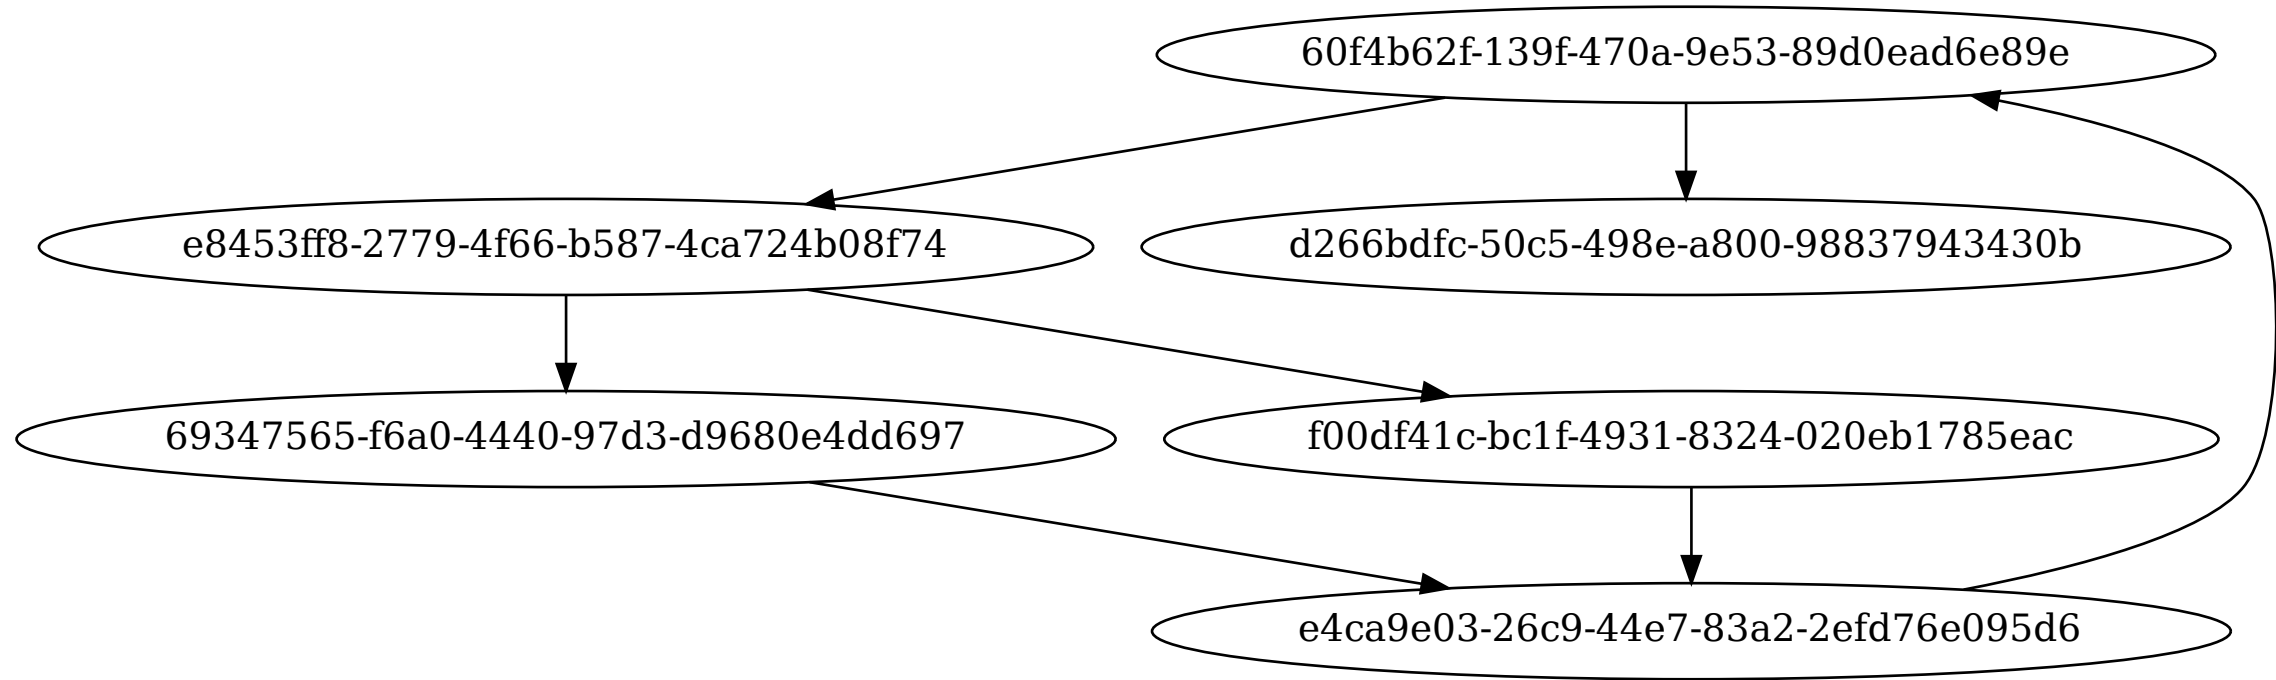 60f4b62f-139f-470a-9e53-89d0ead6e89e
e8453ff8-2779-4f66-b587-4ca724b08f74
d266bdfc-50c5-498e-a800-98837943430b
69347565-f6a0-4440-97d3-d9680e4dd697
f00df41c-bc1f-4931-8324-020eb1785eac
e4ca9e03-26c9-44e7-83a2-2efd76e095d6